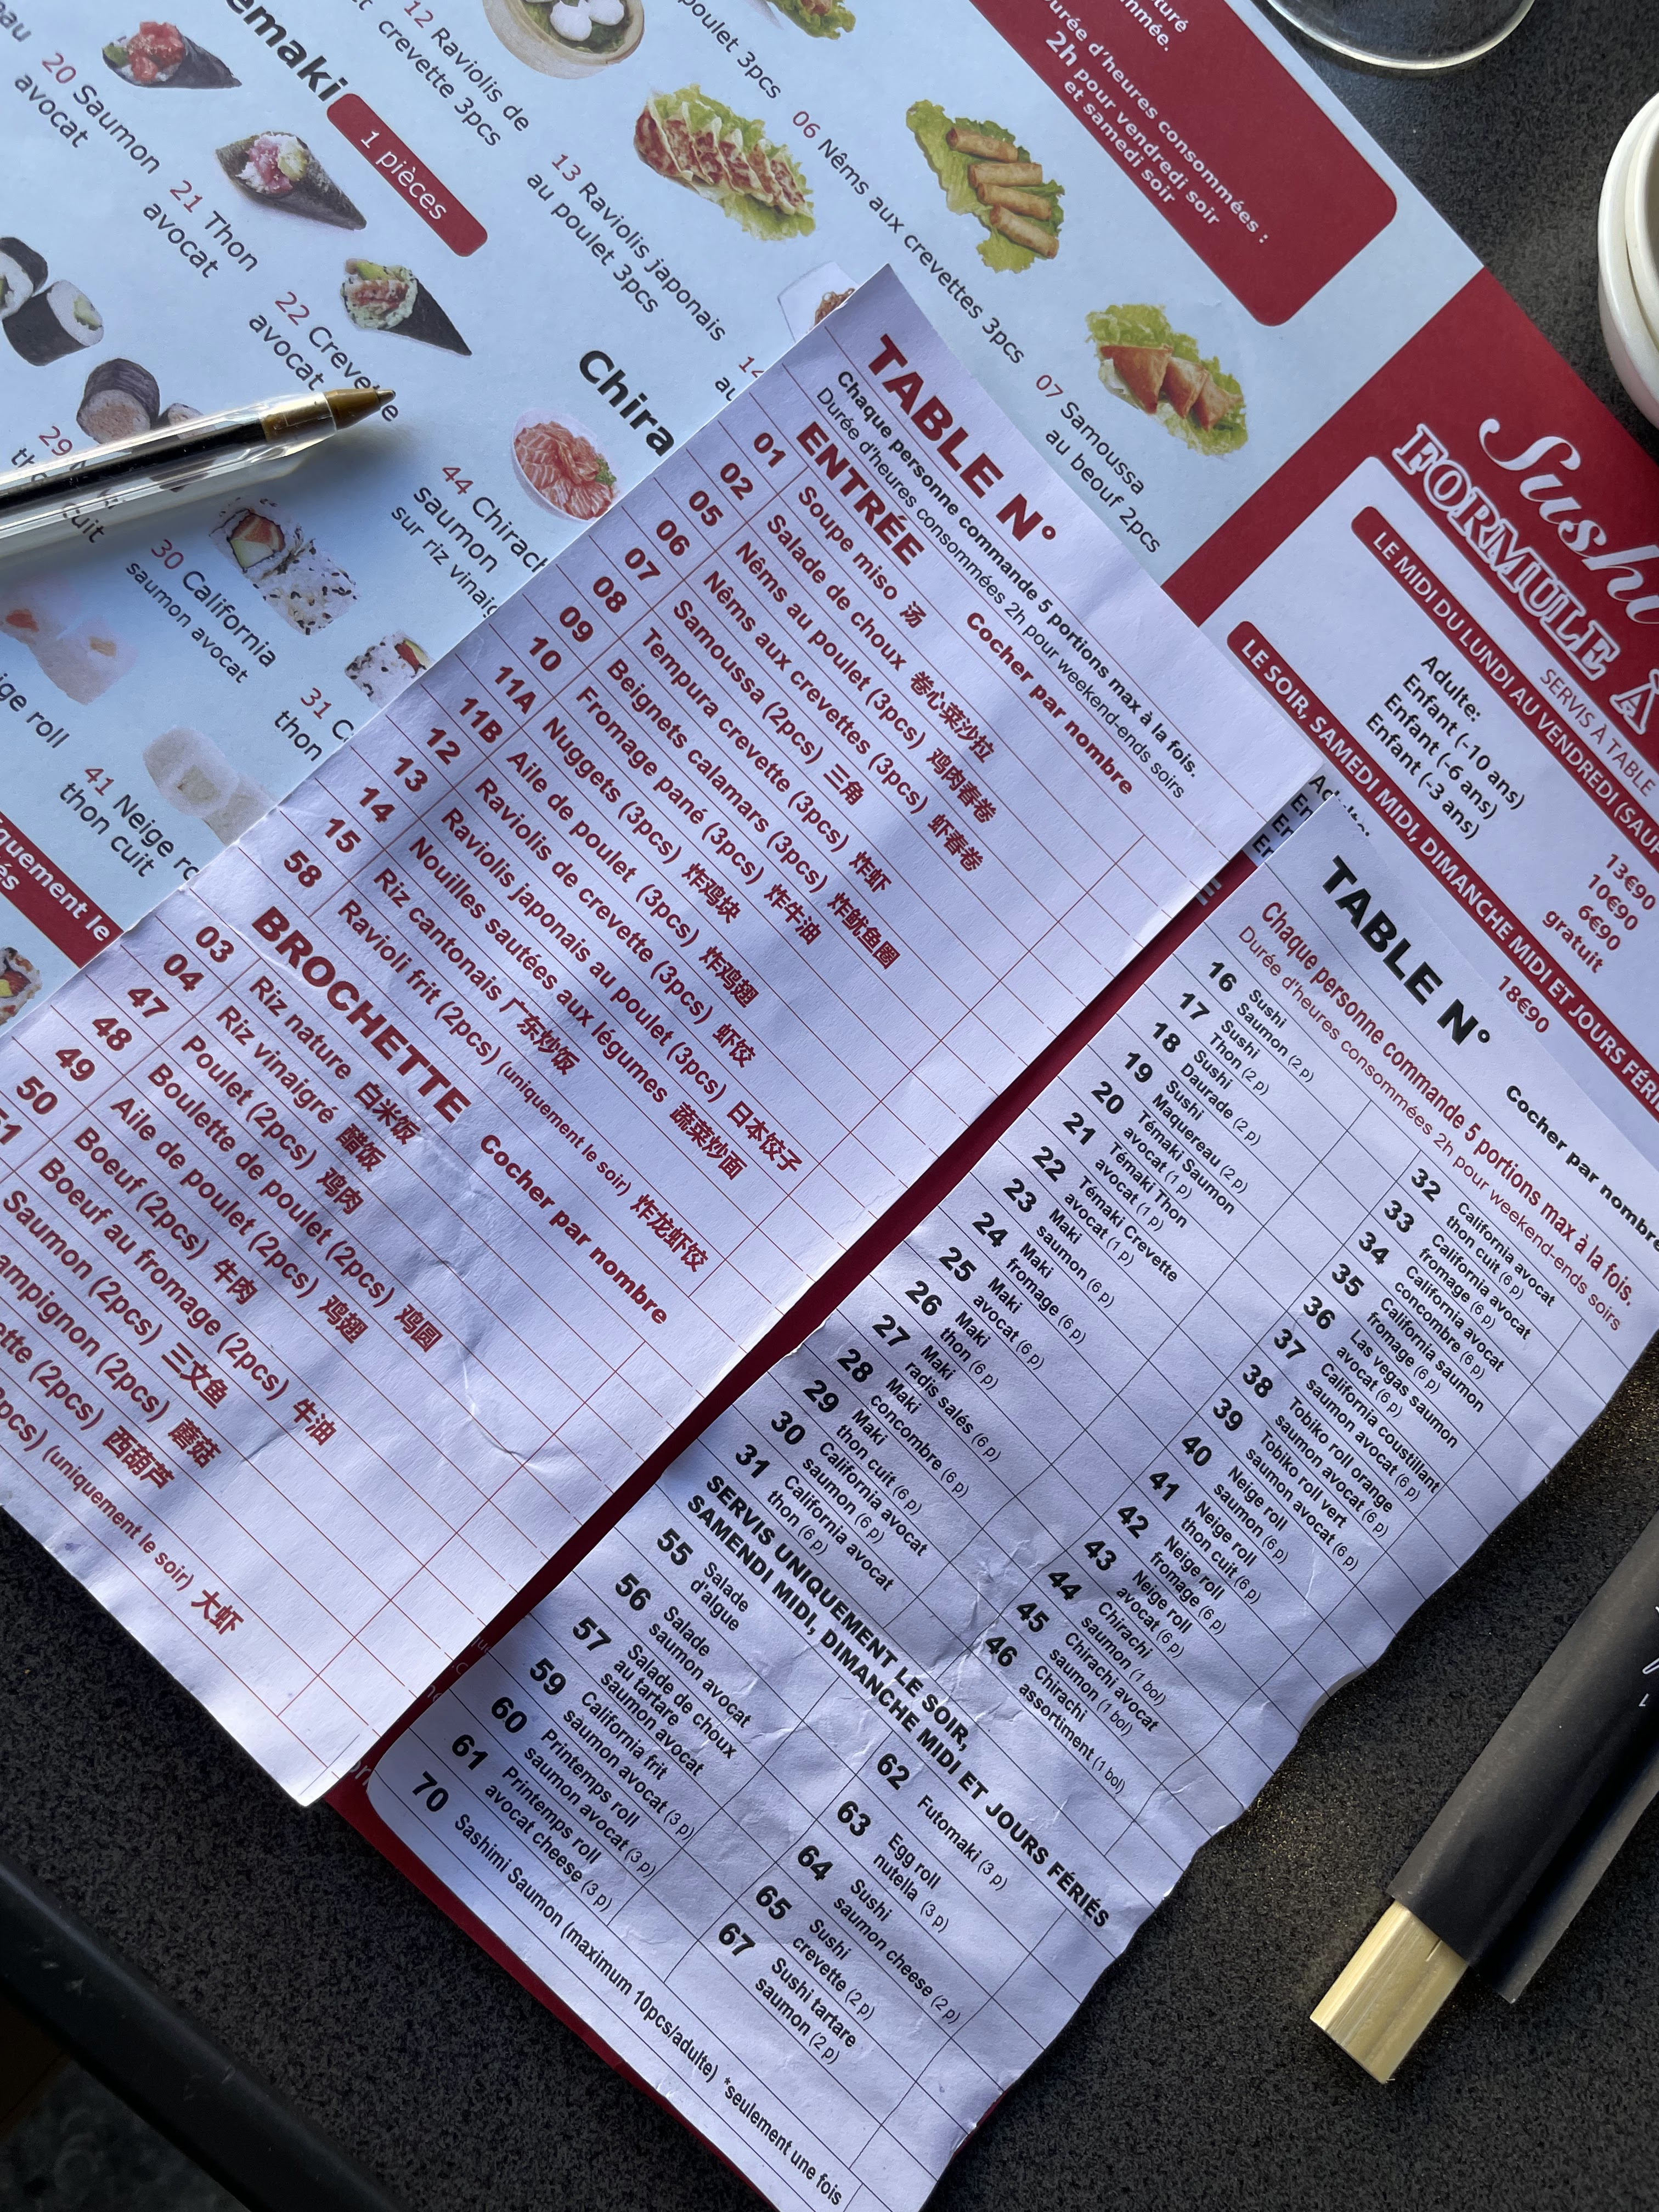 20 Saumon
avocat
emaki
1 pièces
21 Thon
avocat
22 Crevette
avocat
12 Raviolis de
crevette 3pcs
13 Raviolis japonais
au poulet 3pcs
poulet 3pcs
06 Nêms aux crevettes 3pcs
07 Samoussa
au beouf 2pcs
Durée d'heures consommées :
2h pour vendredi soir
et samedi soir
Chira
44 Chirach
saumon
sur riz vinaig
29
cuit
30 California
saumon avocat
31 C
thon
ige roll
41 Neige ro
thon cuit
quement le
Sushi
FORMULE À
SERVIS À TABLE
LE MIDI DU LUNDI AU VENDREDI (SAUF
Adulte: 13€90
Enfant (-10 ans) 10€90
Enfant (-6 ans) 6€90
Enfant (-3 ans) gratuit
LE SOIR, SAMEDI MIDI, DIMANCHE MIDI ET JOURS FÉRIÉ
18€90
TABLE N°
Chaque personne commande 5 portions max à la fois.
Durée d'heures consommées 2h pour weekend-ends soirs
ENTRÉE Cocher par nombre
01 Soupe miso 汤
02 Salade de choux 卷心菜沙拉
05 Nêms au poulet (3pcs) 鸡肉春卷
06 Nêms aux crevettes (3pcs) 虾春卷
07 Samoussa (2pcs) 三角
08 Tempura crevette (3pcs) 炸虾
09 Beignets calamars (3pcs) 炸鱿鱼圈
10 Fromage pané (3pcs) 炸牛油
11A Nuggets (3pcs) 炸鸡块
11B Aile de poulet (3pcs) 炸鸡翅
12 Raviolis de crevette (3pcs) 虾饺
13 Raviolis japonais au poulet (3pcs) 日本饺子
14 Nouilles sautées aux légumes 蔬菜炒面
15 Riz cantonais 广东炒饭
58 Ravioli frit (2pcs) (uniquement le soir) 炸龙虾饺
BROCHETTE Cocher par nombre
03 Riz nature 白米饭
04 Riz vinaigré 醋饭
47 Poulet (2pcs) 鸡肉
48 Boulette de poulet (2pcs) 鸡圆
49 Aile de poulet (2pcs) 鸡翅
50 Boeuf (2pcs) 牛肉
51 Boeuf au fromage (2pcs) 牛油
Saumon (2pcs) 三文鱼
ampignon (2pcs) 蘑菇
ette (2pcs) 西葫芦
pcs) (uniquement le soir) 大虾
TABLE N°
Cocher par nombre
Chaque personne commande 5 portions max à la fois.
Durée d'heures consommées 2h pour weekend-ends soirs
16 Sushi
Saumon (2 p)
17 Sushi
Thon (2 p)
18 Sushi
Daurade (2 p)
19 Sushi
Maquereau (2 p)
20 Témaki Saumon
avocat (1 p)
21 Témaki Thon
avocat (1 p)
22 Témaki Crevette
avocat (1 p)
23 Maki
saumon (6 p)
24 Maki
fromage (6 p)
25 Maki
avocat (6 p)
26 Maki
thon (6 p)
27 Maki
radis salés (6 p)
28 Maki
concombre (6 p)
29 Maki
thon cuit (6 p)
30 California avocat
saumon (6 p)
31 California avocat
thon (6 p)
32 California avocat
thon cuit (6 p)
33 California avocat
fromage (6 p)
34 California avocat
concombre (6 p)
35 California saumon
fromage (6 p)
36 Las vegas saumon
avocat (6 p)
37 California coustillant
saumon avocat (6 p)
38 Tobiko roll orange
saumon avocat (6 p)
39 Tobiko roll vert
saumon avocat (6 p)
40 Neige roll
saumon (6 p)
41 Neige roll
thon cuit (6 p)
42 Neige roll
fromage (6 p)
43 Neige roll
avocat (6 p)
44 Chirachi
saumon (1 bol)
45 Chirachi avocat
saumon (1 bol)
46 Chirachi
assortiment (1 bol)
SERVIS UNIQUEMENT LE SOIR,
SAMENDI MIDI, DIMANCHE MIDI ET JOURS FÉRIÉS
55 Salade
d'algue
56 Salade
saumon avocat
57 Salade de choux
au tartare
saumon avocat
59 California frit
saumon avocat (3 p)
60 Printemps roll
saumon avocat (3 p)
61 Printemps roll
avocat cheese (3 p)
62 Futomaki (3 p)
63 Egg roll
nutella (3 p)
64 Sushi
saumon cheese (2 p)
65 Sushi
crevette (2 p)
67 Sushi tartare
saumon (2 p)
70 Sashimi Saumon (maximum 10pcs/adulte) *seulement une fois